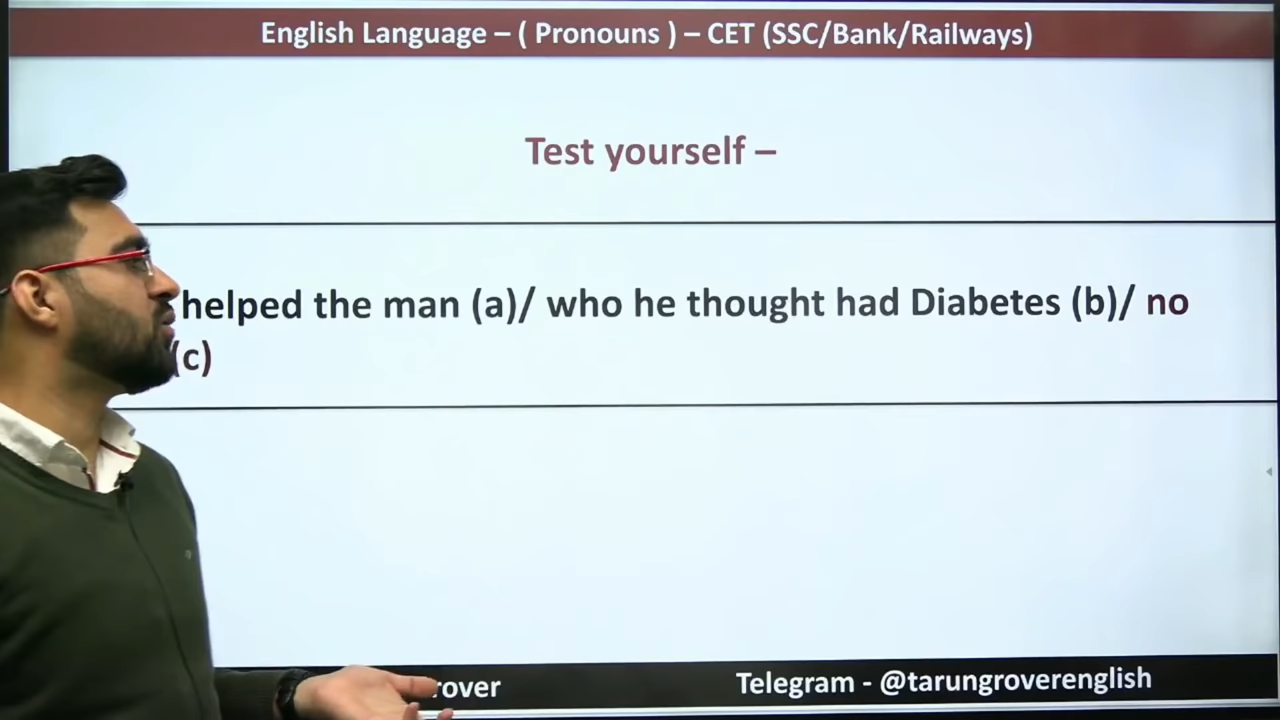 English Language – ( Pronouns ) – CET (SSC/Bank/Railways)
Test yourself –
helped the man (a)/ who he thought had Diabetes (b)/ no
(c)
rover
Telegram - @tarungroverenglish